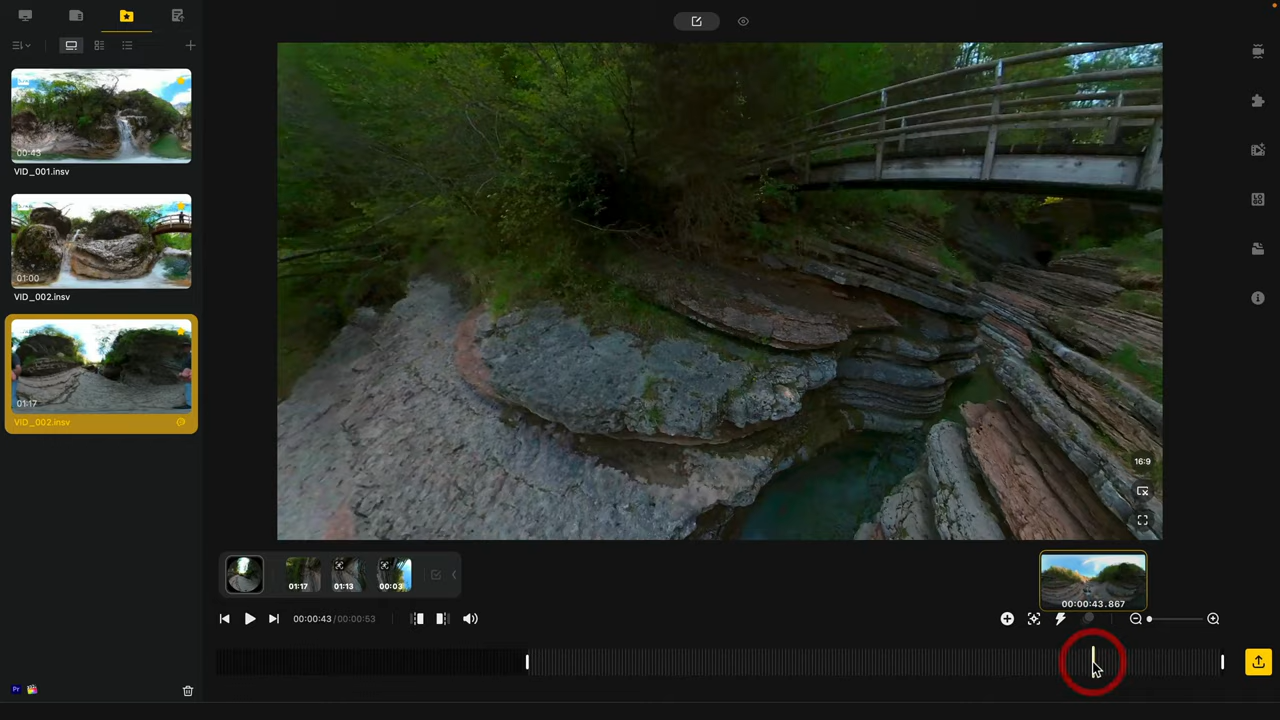 00:43
VID_001.insv
01:00
VID_002.insv
01:17
VID_002.insv
16:9
01:17
01:13
00:03
00:00:43.867
00:00:43 / 00:00:53
Pr